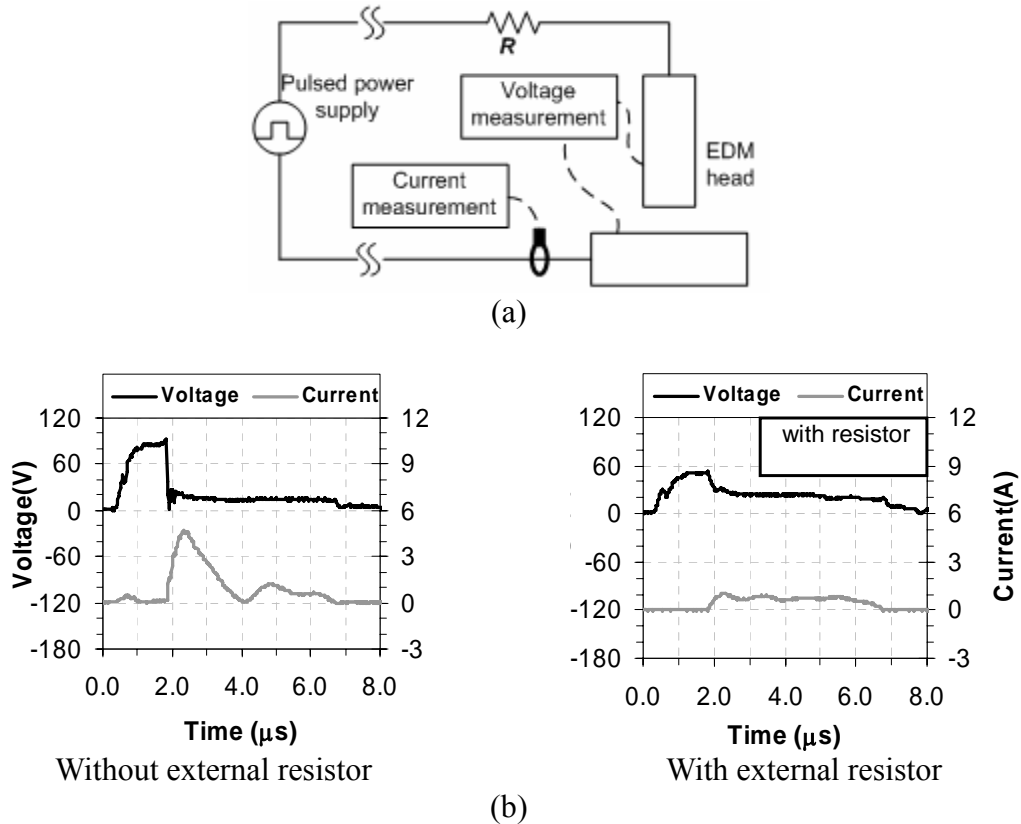 R
Pulsed power
supply
Voltage
measurement
EDM
head
Current
measurement
(a)
Voltage Current
120
60
0
-60
-120
-180
12
9
6
3
0
-3
Voltage(V)
0.0 2.0 4.0 6.0 8.0
Time (μs)
Without external resistor
Voltage Current
with resistor
120
60
0
-60
-120
-180
12
9
6
3
0
-3
Current(A)
0.0 2.0 4.0 6.0 8.0
Time (μs)
With external resistor
(b)